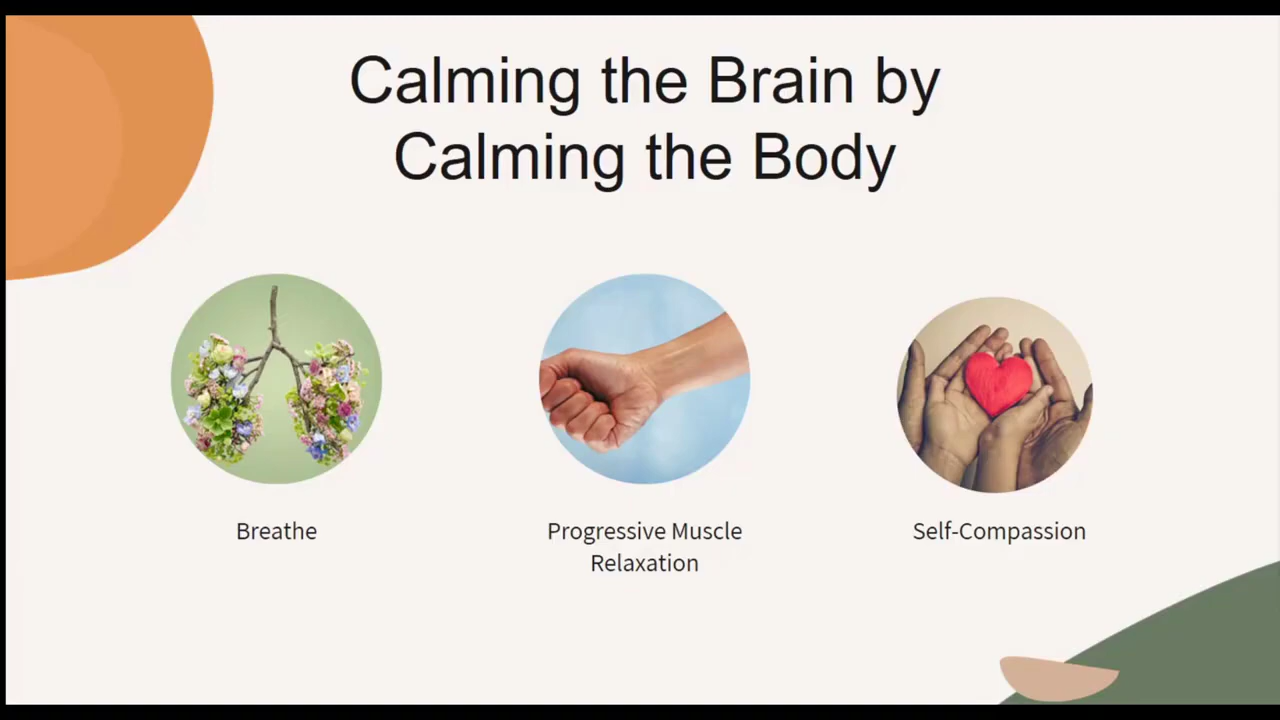 Calming the Brain by
Calming the Body
Breathe
Progressive Muscle
Relaxation
Self-Compassion